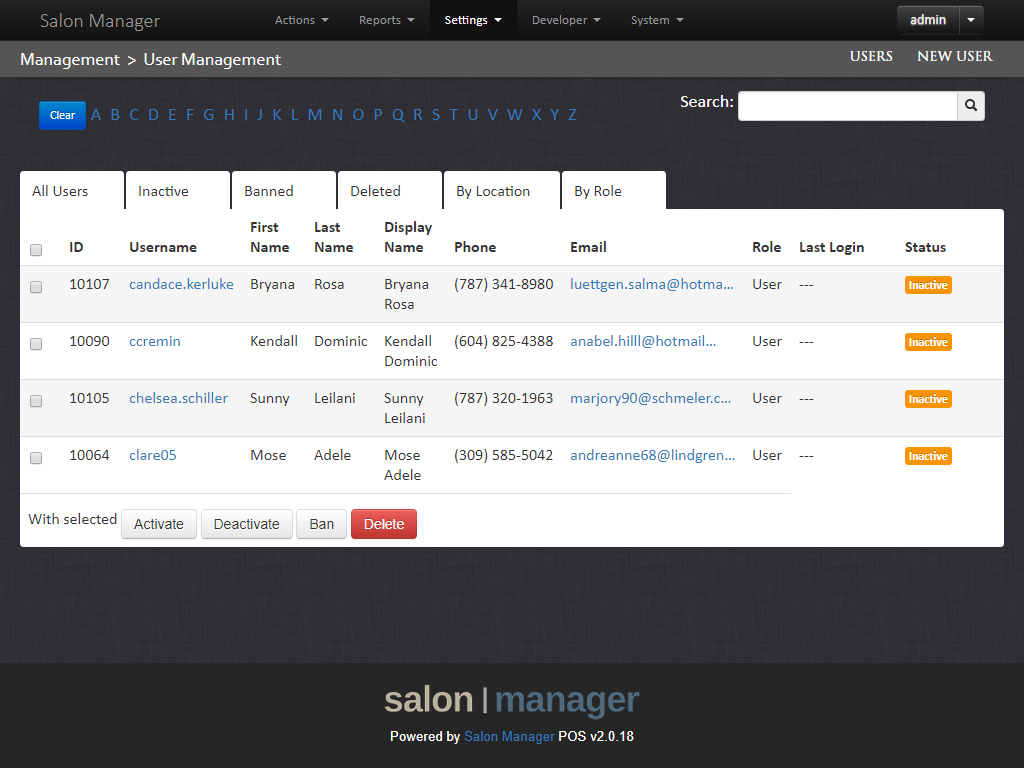 Salon Manager Actions Reports Settings Developer System admin
Management > User Management USERS NEW USER
Clear A B C D E F G H I J K L M N O P Q R S T U V W X Y Z Search:
All Users Inactive Banned Deleted By Location By Role
ID Username First Name Last Name Display Name Phone Email Role Last Login Status
10107 candace.kerluke Bryana Rosa Bryana Rosa (787) 341-8980 luettgen.salma@hotma... User --- Inactive
10090 ccremin Kendall Dominic Kendall Dominic (604) 825-4388 anabel.hilll@hotmail... User --- Inactive
10105 chelsea.schiller Sunny Leilani Sunny Leilani (787) 320-1963 marjory90@schmeler.c... User --- Inactive
10064 clare05 Mose Adele Mose Adele (309) 585-5042 andreanne68@lindgren... User --- Inactive
With selected Activate Deactivate Ban Delete
salon | manager
Powered by Salon Manager POS v2.0.18